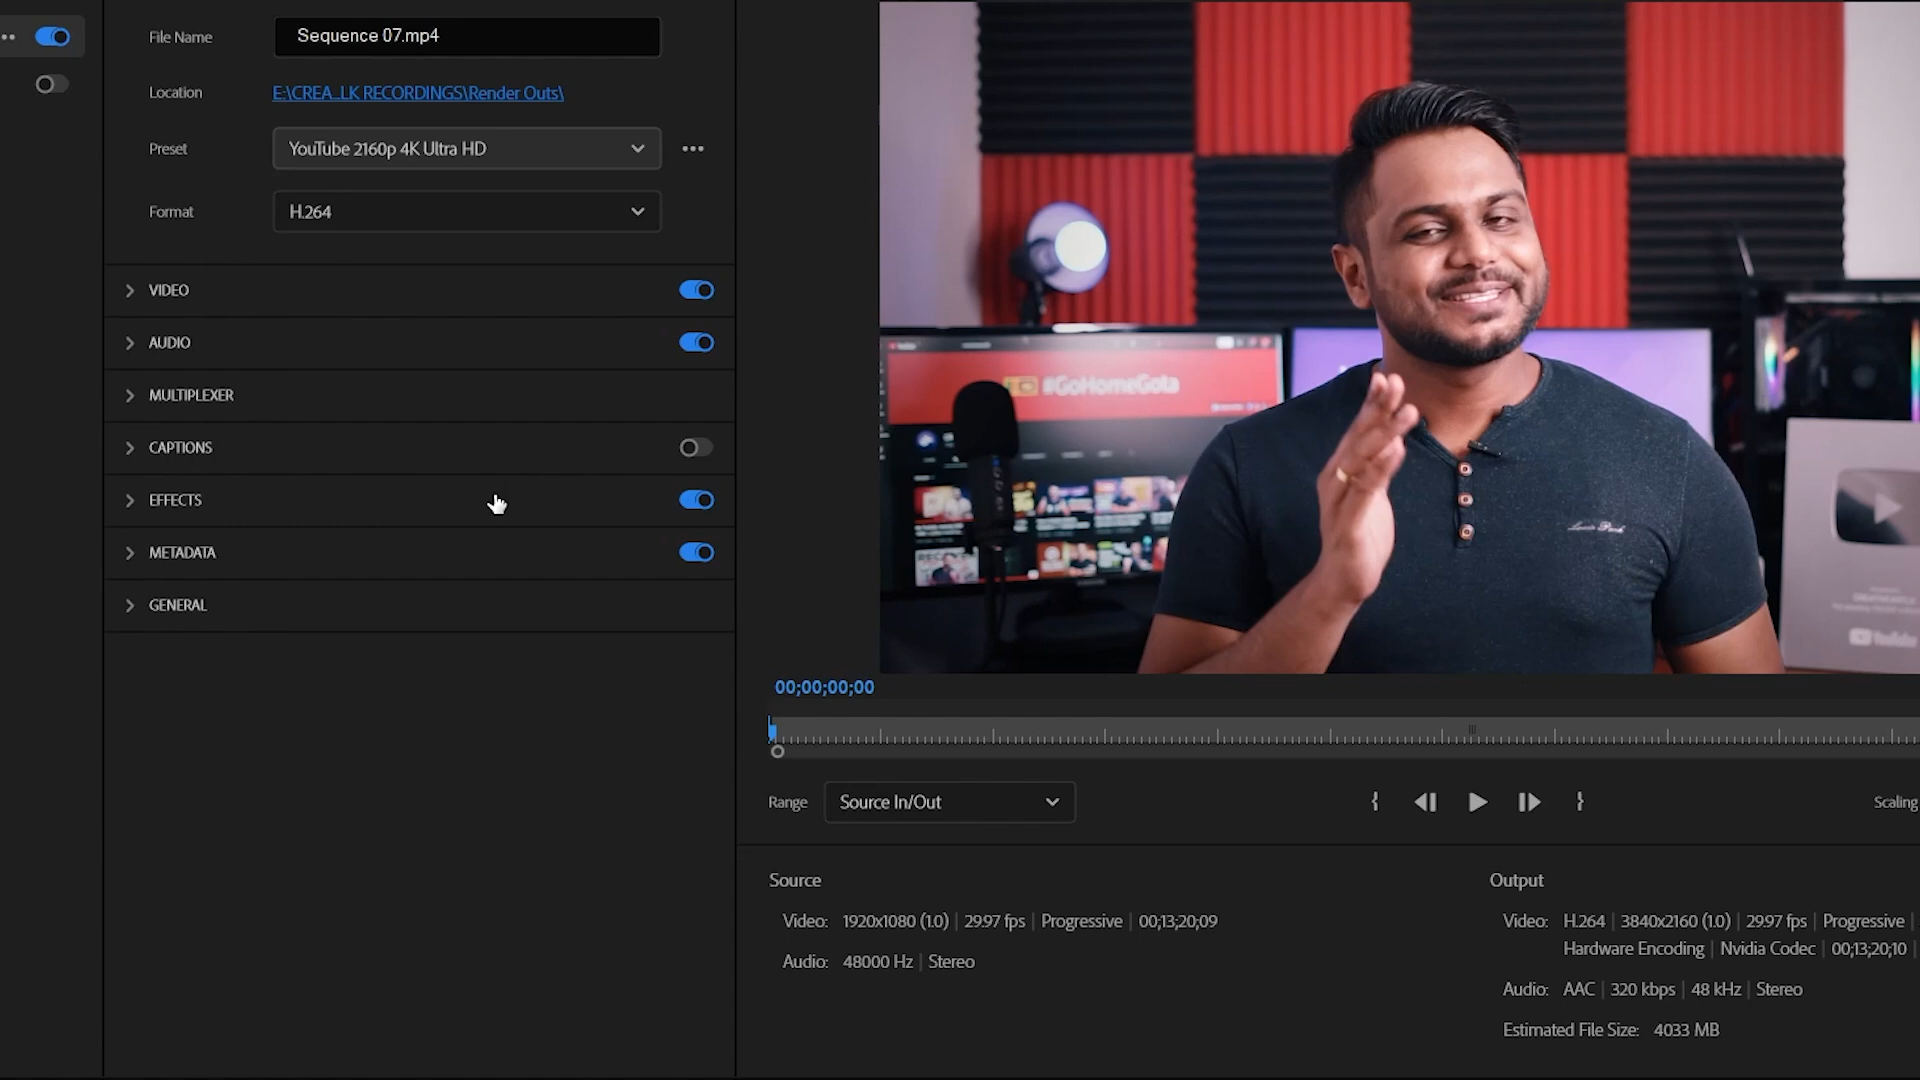 File Name Sequence 07.mp4
Location E:\CREA_LK RECORDINGS\Render Outs\
Preset YouTube 2160p 4K Ultra HD
Format H.264
VIDEO
AUDIO
MULTIPLEXER
CAPTIONS
EFFECTS
METADATA
GENERAL
#GoHomeGota
Louis Park
YouTube
00;00;00;00
Range Source In/Out
Scaling
Source
Video: 1920x1080 (1.0) | 29.97 fps | Progressive | 00;13;20;09
Audio: 48000 Hz | Stereo
Output
Video: H.264 | 3840x2160 (1.0) | 29.97 fps | Progressive |
Hardware Encoding | Nvidia Codec | 00;13;20;10 |
Audio: AAC | 320 kbps | 48 kHz | Stereo
Estimated File Size: 4033 MB